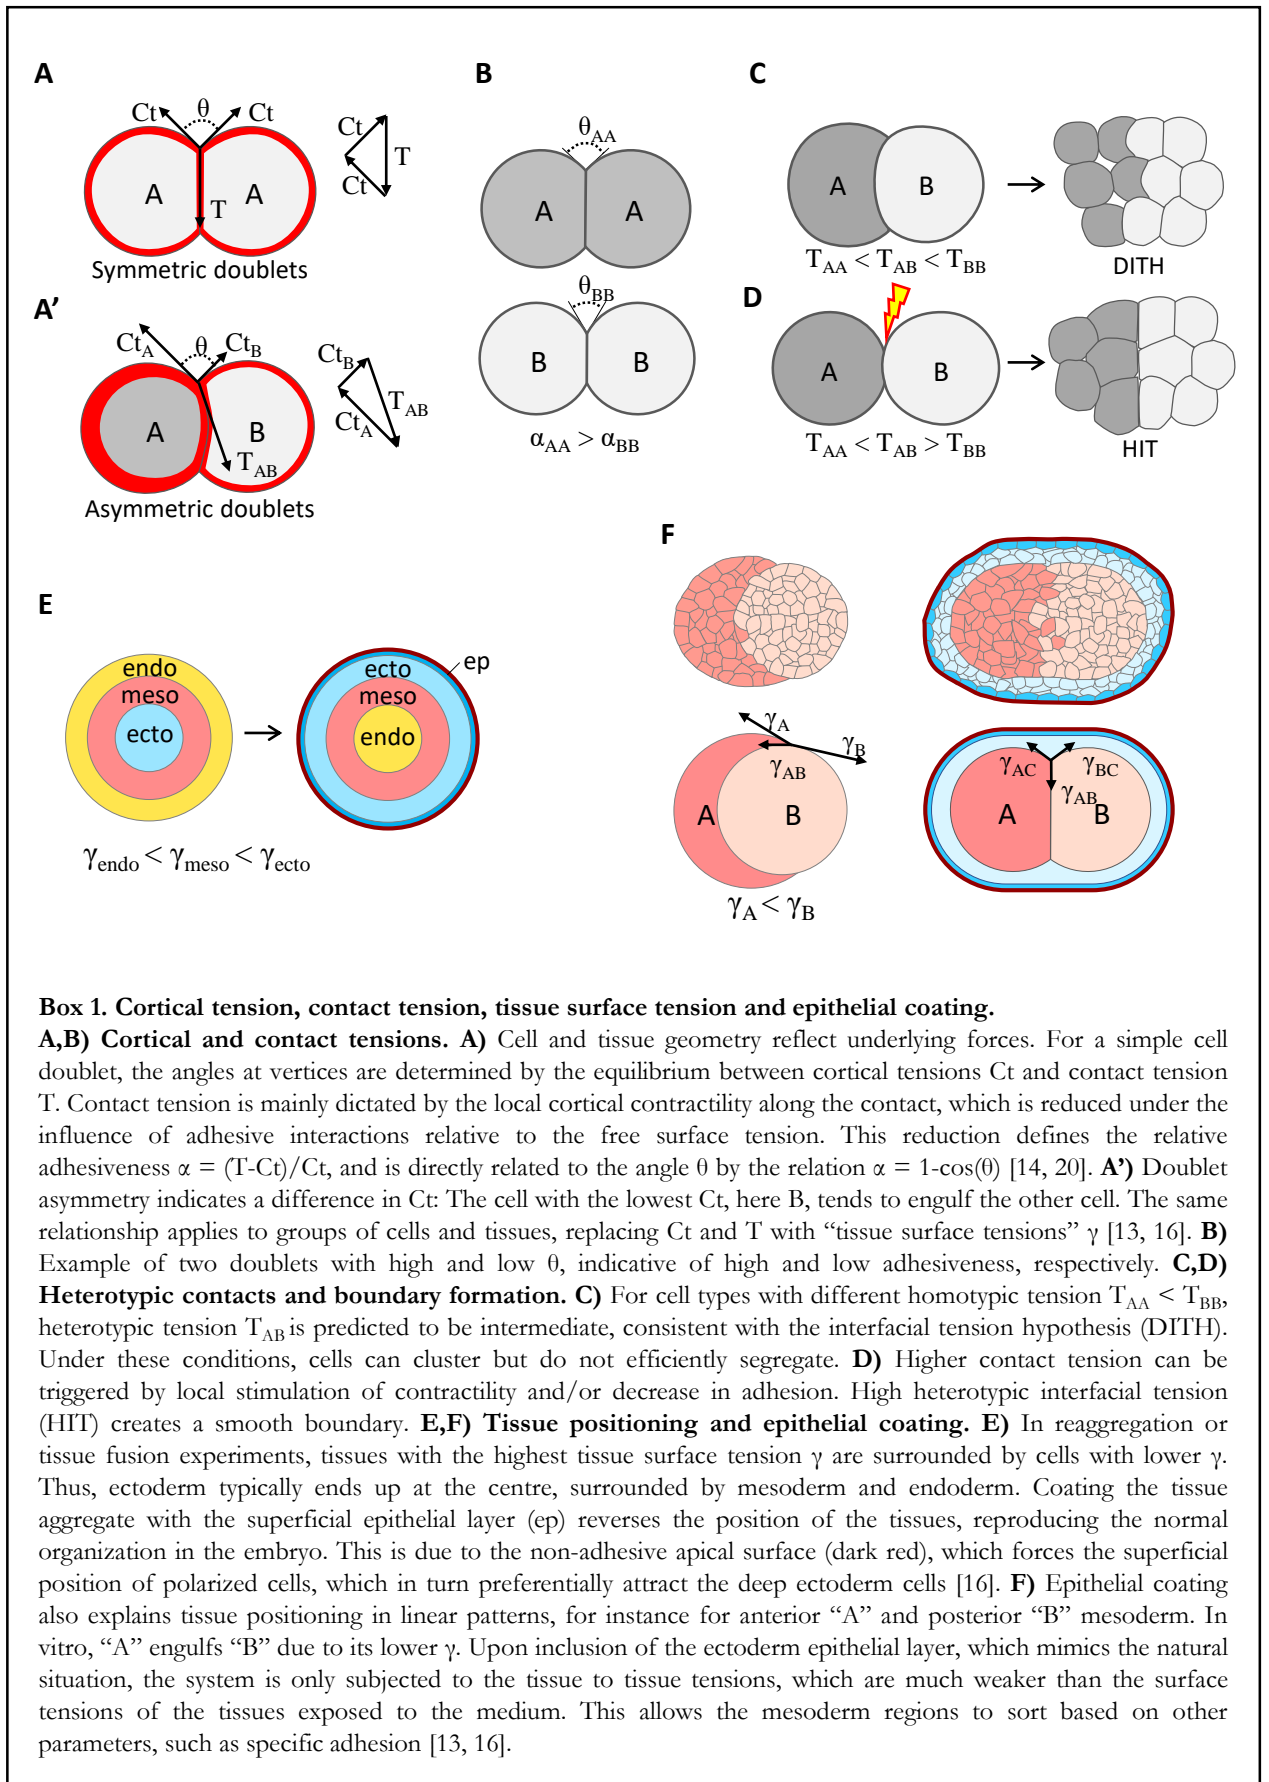 A
Ct
θ
Ct
A
A
T
Symmetric doublets
Ct
T
Ct
A’
Ct_A
θ
Ct_B
A
B
T_AB
Asymmetric doublets
Ct_B
T_AB
Ct_A
B
θ_AA
A
A
θ_BB
B
B
α_AA > α_BB
C
A
B
T_AA < T_AB < T_BB
DITH
D
A
B
T_AA < T_AB > T_BB
HIT
E
endo
meso
ecto
ecto
meso
endo
ep
γ_endo < γ_meso < γ_ecto
F
γ_A
γ_B
γ_AB
A
B
γ_A < γ_B
γ_AC
γ_BC
γ_AB
A
B
Box 1. Cortical tension, contact tension, tissue surface tension and epithelial coating.
A,B) Cortical and contact tensions. A) Cell and tissue geometry reflect underlying forces. For a simple cell
doublet, the angles at vertices are determined by the equilibrium between cortical tensions Ct and contact tension
T. Contact tension is mainly dictated by the local cortical contractility along the contact, which is reduced under the
influence of adhesive interactions relative to the free surface tension. This reduction defines the relative
adhesiveness α = (T-Ct)/Ct, and is directly related to the angle θ by the relation α = 1-cos(θ) [14, 20]. A’) Doublet
asymmetry indicates a difference in Ct: The cell with the lowest Ct, here B, tends to engulf the other cell. The same
relationship applies to groups of cells and tissues, replacing Ct and T with “tissue surface tensions” γ [13, 16]. B)
Example of two doublets with high and low θ, indicative of high and low adhesiveness, respectively. C,D)
Heterotypic contacts and boundary formation. C) For cell types with different homotypic tension T_AA < T_BB,
heterotypic tension T_AB is predicted to be intermediate, consistent with the interfacial tension hypothesis (DITH).
Under these conditions, cells can cluster but do not efficiently segregate. D) Higher contact tension can be
triggered by local stimulation of contractility and/or decrease in adhesion. High heterotypic interfacial tension
(HIT) creates a smooth boundary. E,F) Tissue positioning and epithelial coating. E) In reaggregation or
tissue fusion experiments, tissues with the highest tissue surface tension γ are surrounded by cells with lower γ.
Thus, ectoderm typically ends up at the centre, surrounded by mesoderm and endoderm. Coating the tissue
aggregate with the superficial epithelial layer (ep) reverses the position of the tissues, reproducing the normal
organization in the embryo. This is due to the non-adhesive apical surface (dark red), which forces the superficial
position of polarized cells, which in turn preferentially attract the deep ectoderm cells [16]. F) Epithelial coating
also explains tissue positioning in linear patterns, for instance for anterior “A” and posterior “B” mesoderm. In
vitro, “A” engulfs “B” due to its lower γ. Upon inclusion of the ectoderm epithelial layer, which mimics the natural
situation, the system is only subjected to the tissue to tissue tensions, which are much weaker than the surface
tensions of the tissues exposed to the medium. This allows the mesoderm regions to sort based on other
parameters, such as specific adhesion [13, 16].